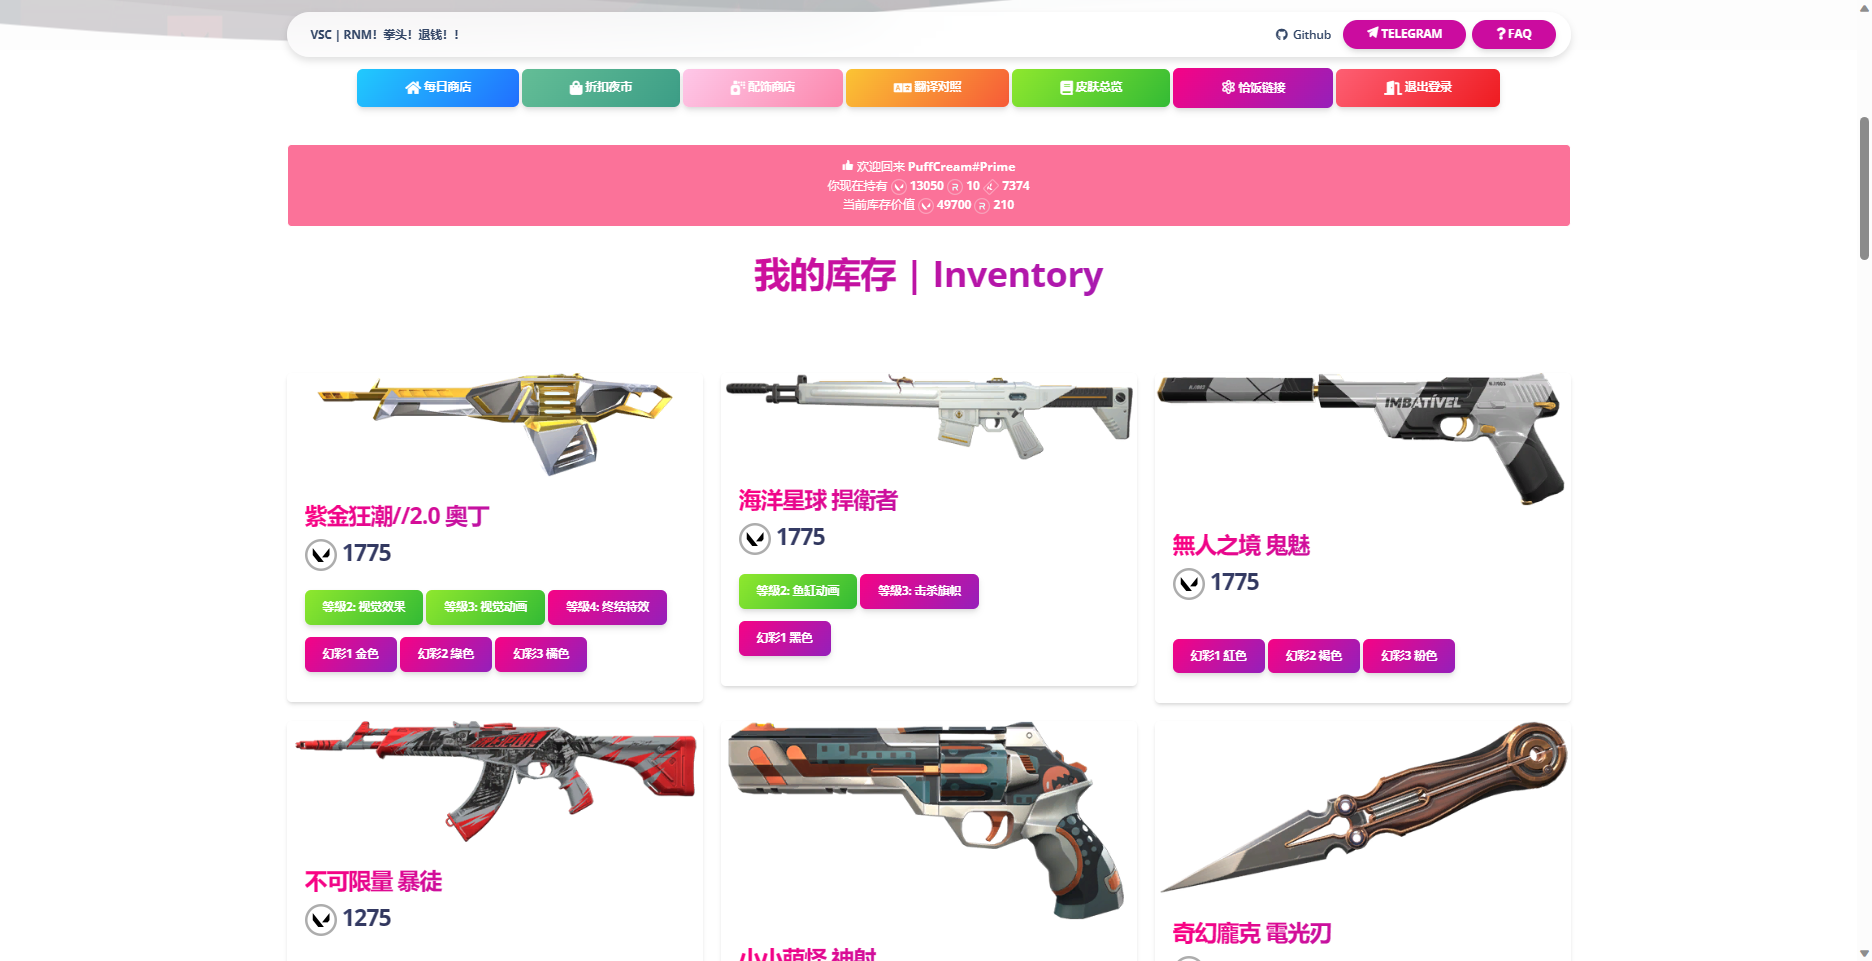 VSC | RNM！拳头！退钱！！
Github
TELEGRAM
? FAQ
每日商店
折扣夜市
配饰商店
翻译对照
皮肤总览
恰饭链接
退出登录
欢迎回来 PuffCream#Prime
你现在持有 13050 10 7374
当前库存价值 49700 210
我的库存 | Inventory
IMBATÍVEL
紫金狂潮//2.0 奧丁
1775
等级2: 视觉效果
等级3: 视觉动画
等级4: 终结特效
幻彩1 金色
幻彩2 綠色
幻彩3 橘色
海洋星球 捍衛者
1775
等级2: 鱼缸动画
等级3: 击杀旗帜
幻彩1 黑色
無人之境 鬼魅
1775
幻彩1 紅色
幻彩2 褐色
幻彩3 粉色
不可限量 暴徒
1275
小小萌怪 神射
奇幻龐克 電光刃